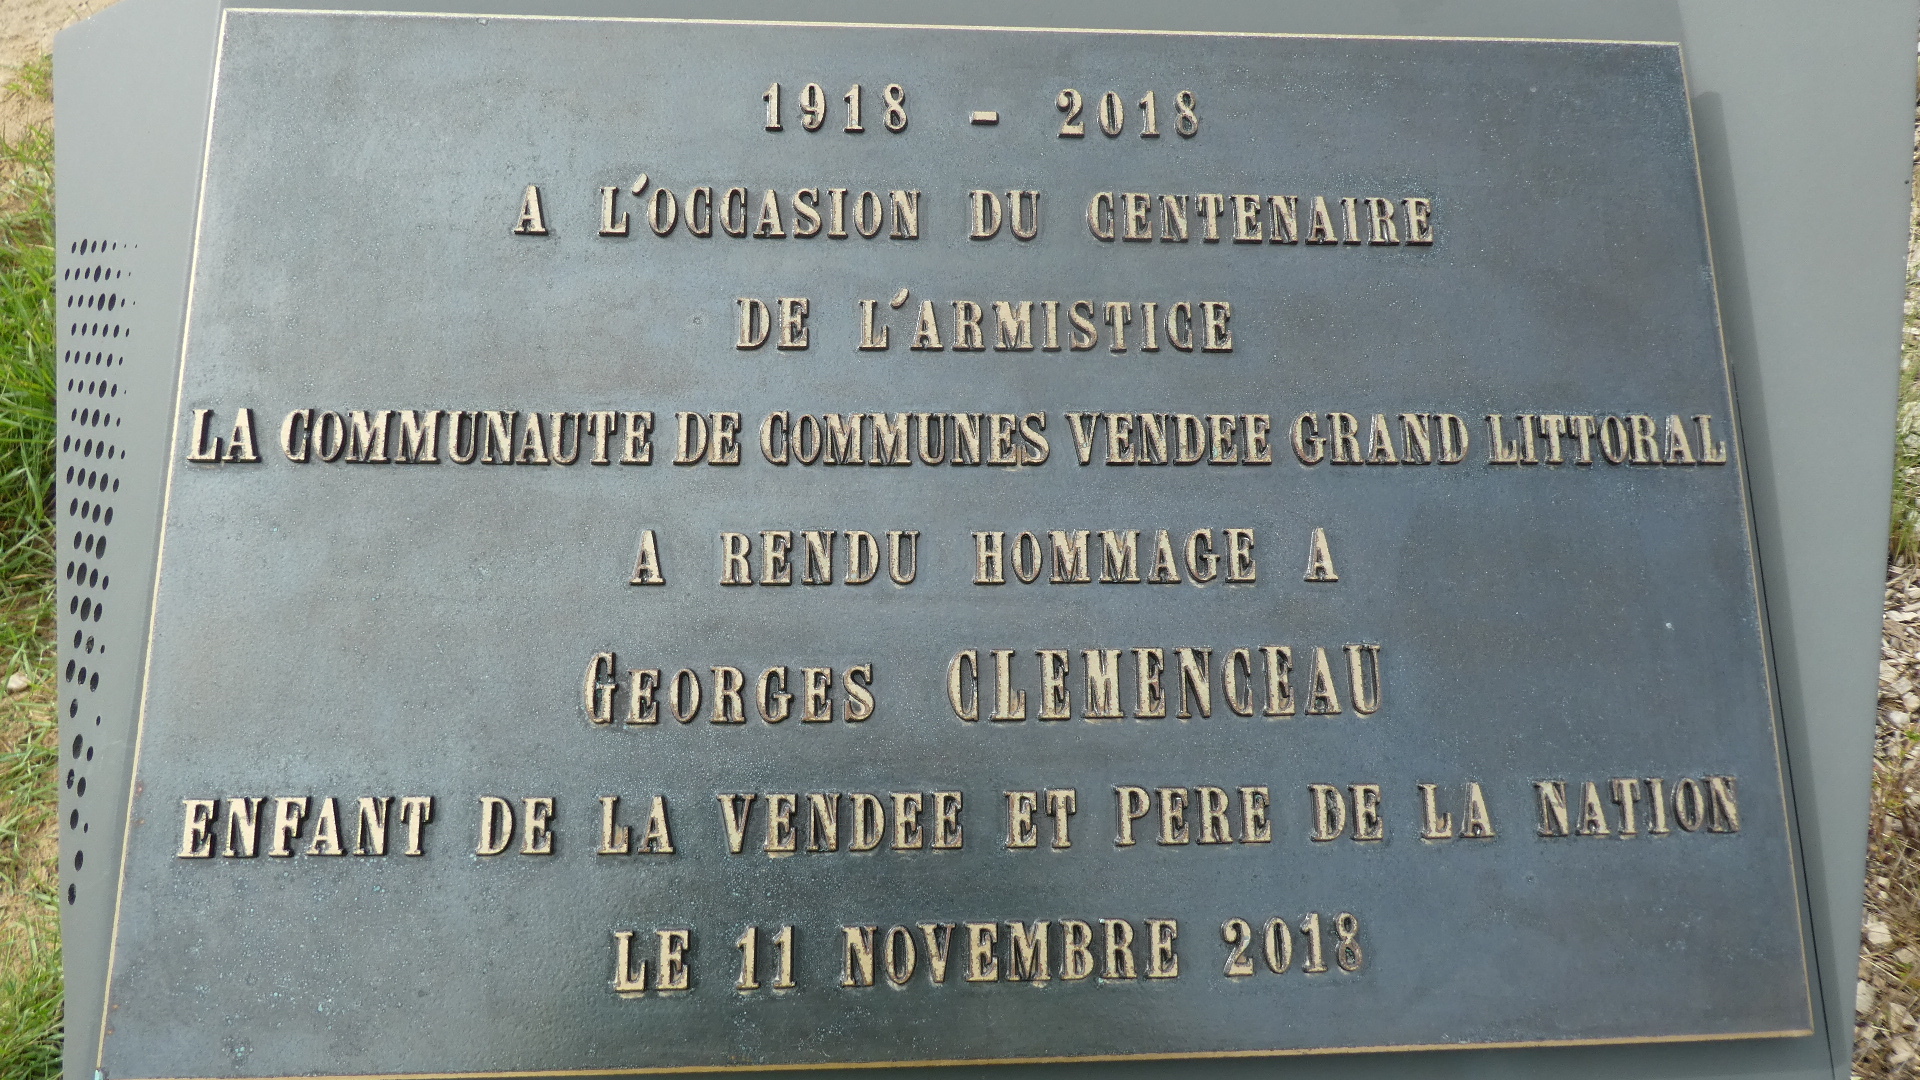 1918 - 2018
A L'OCCASION DU CENTENAIRE
DE L'ARMISTICE
LA COMMUNAUTE DE COMMUNES VENDEE GRAND LITTORAL
A RENDU HOMMAGE A
GEORGES CLEMENCEAU
ENFANT DE LA VENDEE ET PERE DE LA NATION
LE 11 NOVEMBRE 2018